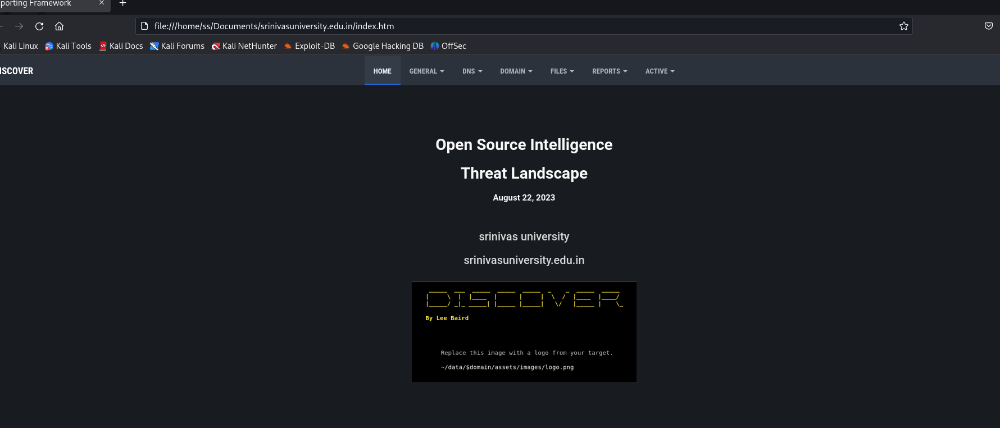 porting Framework
file:///home/ss/Documents/srinivasuniversity.edu.in/index.htm
Kali Linux Kali Tools Kali Docs Kali Forums Kali NetHunter Exploit-DB Google Hacking DB OffSec
ISCOVER HOME GENERAL DNS DOMAIN FILES REPORTS ACTIVE
Open Source Intelligence
Threat Landscape
August 22, 2023
srinivas university
srinivasuniversity.edu.in
DISCOVER
By Lee Baird
Replace this image with a logo from your target.
~/data/$domain/assets/images/logo.png